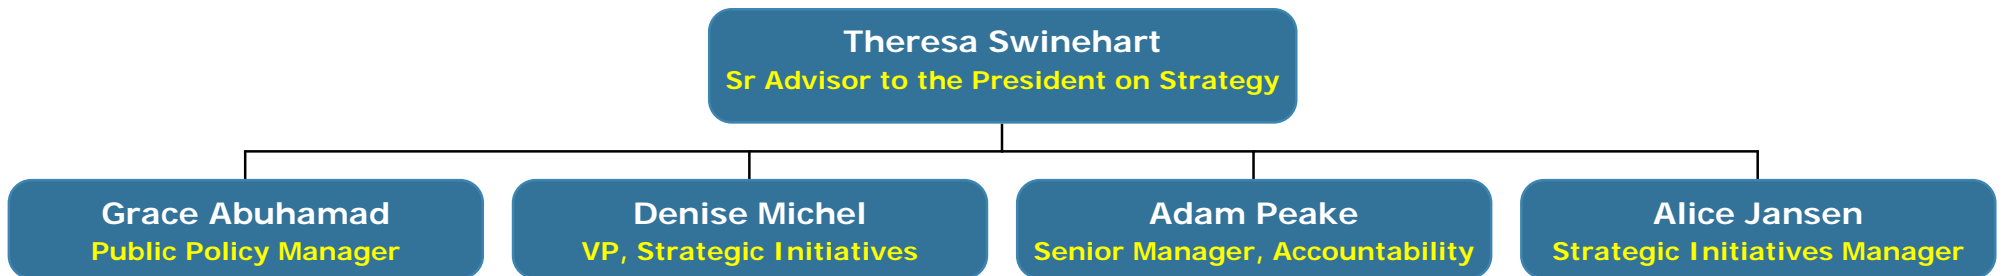 Theresa Swinehart
Sr Advisor to the President on Strategy
Grace Abuhamad
Public Policy Manager
Denise Michel
VP, Strategic Initiatives
Adam Peake
Senior Manager, Accountability
Alice Jansen
Strategic Initiatives Manager